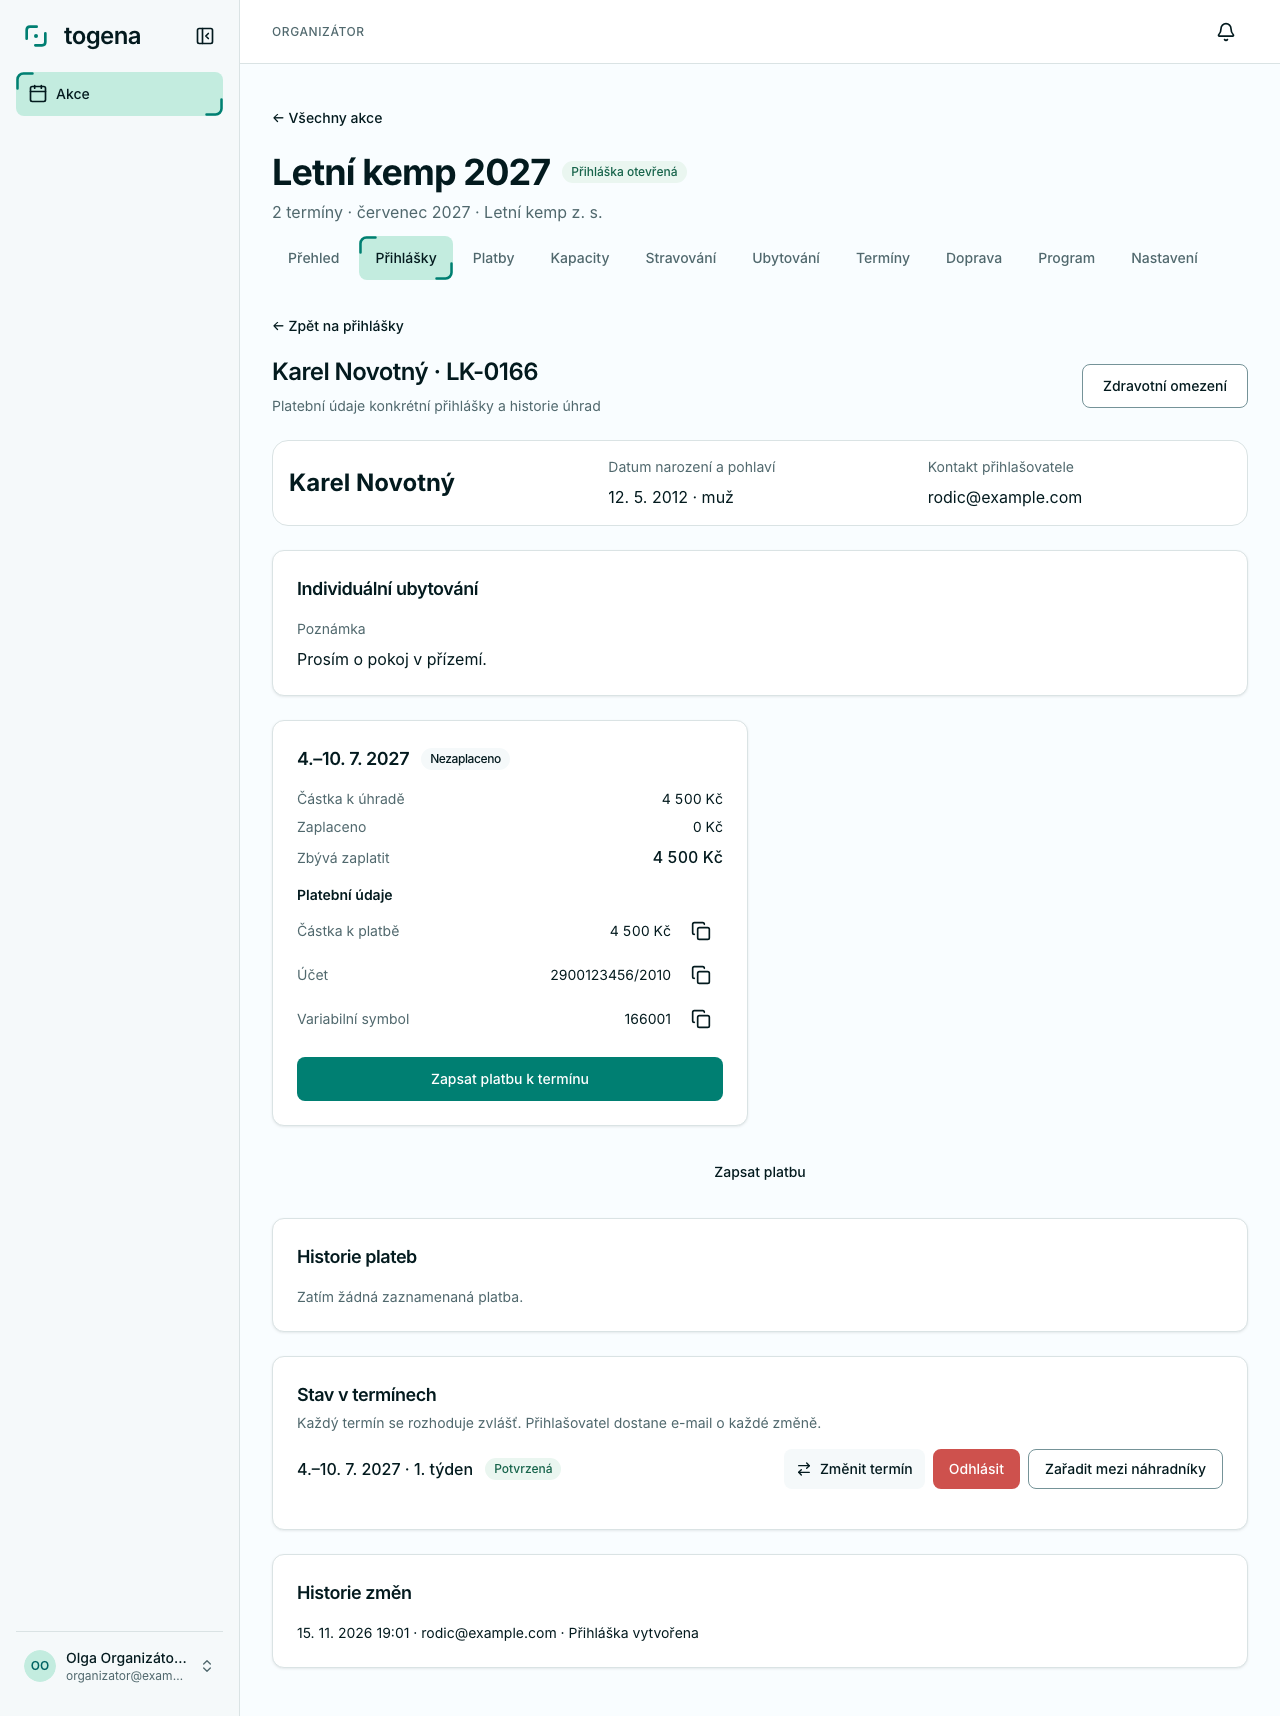 togena
ORGANIZÁTOR
Akce
← Všechny akce
Letní kemp 2027 Přihláška otevřená
2 termíny · červenec 2027 · Letní kemp z. s.
Přehled Přihlášky Platby Kapacity Stravování Ubytování Termíny Doprava Program Nastavení
← Zpět na přihlášky
Karel Novotný · LK-0166
Platební údaje konkrétní přihlášky a historie úhrad
Zdravotní omezení
Karel Novotný
Datum narození a pohlaví
12. 5. 2012 · muž
Kontakt přihlašovatele
rodic@example.com
Individuální ubytování
Poznámka
Prosím o pokoj v přízemí.
4.–10. 7. 2027 Nezaplaceno
Částka k úhradě 4 500 Kč
Zaplaceno 0 Kč
Zbývá zaplatit 4 500 Kč
Platební údaje
Částka k platbě 4 500 Kč
Účet 2900123456/2010
Variabilní symbol 166001
Zapsat platbu k termínu
Zapsat platbu
Historie plateb
Zatím žádná zaznamenaná platba.
Stav v termínech
Každý termín se rozhoduje zvlášť. Přihlašovatel dostane e-mail o každé změně.
4.–10. 7. 2027 · 1. týden Potvrzená Změnit termín Odhlásit Zařadit mezi náhradníky
Historie změn
15. 11. 2026 19:01 · rodic@example.com · Přihláška vytvořena
OO Olga Organizáto...
organizator@exam...